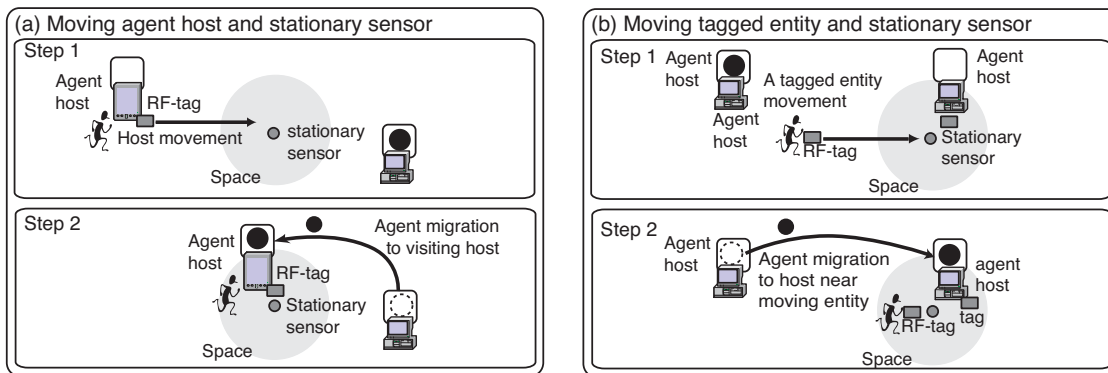 (a) Moving agent host and stationary sensor
Step 1
Agent
host
RF-tag
Host movement
stationary
sensor
Space
Step 2
Agent
host
Agent migration
to visiting host
RF-tag
Stationary
sensor
Space
(b) Moving tagged entity and stationary sensor
Step 1
Agent
host
Agent
host
A tagged entity
movement
Agent
host
RF-tag
Stationary
sensor
Space
Step 2
Agent
host
Agent migration
to host near
moving entity
agent
host
RF-tag
tag
Space